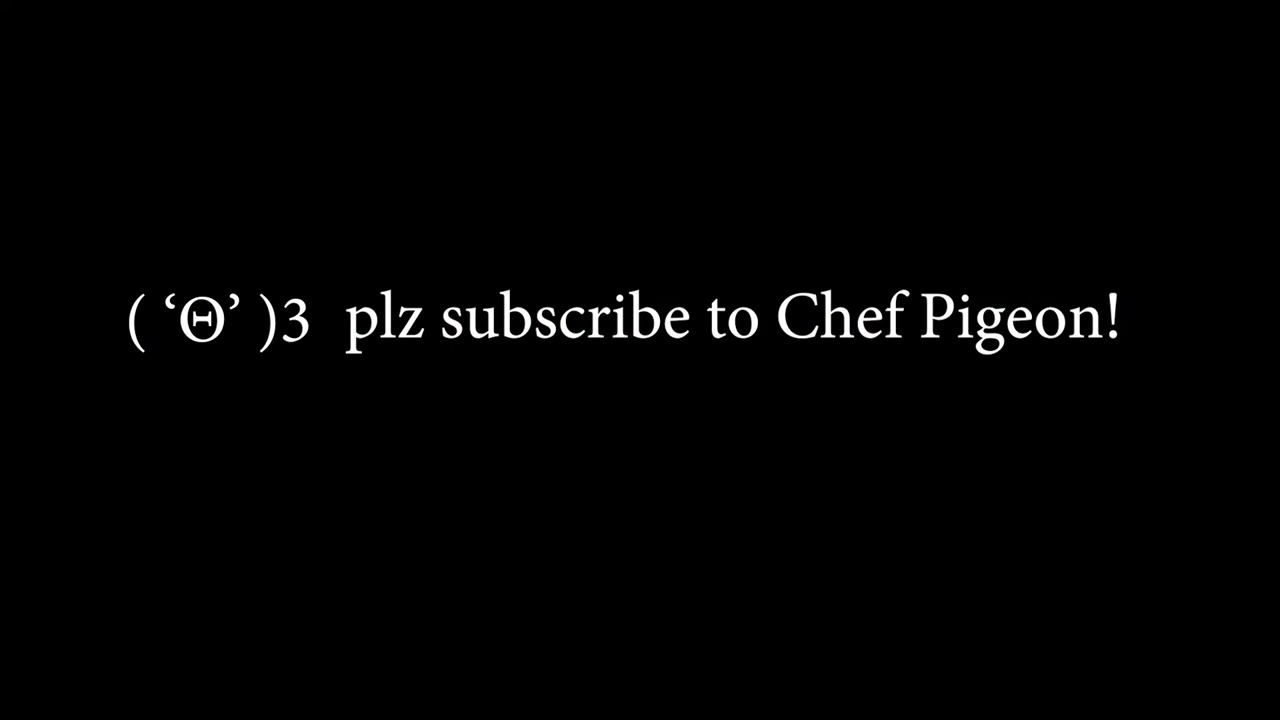 ( ‘Θ’ )3 plz subscribe to Chef Pigeon!